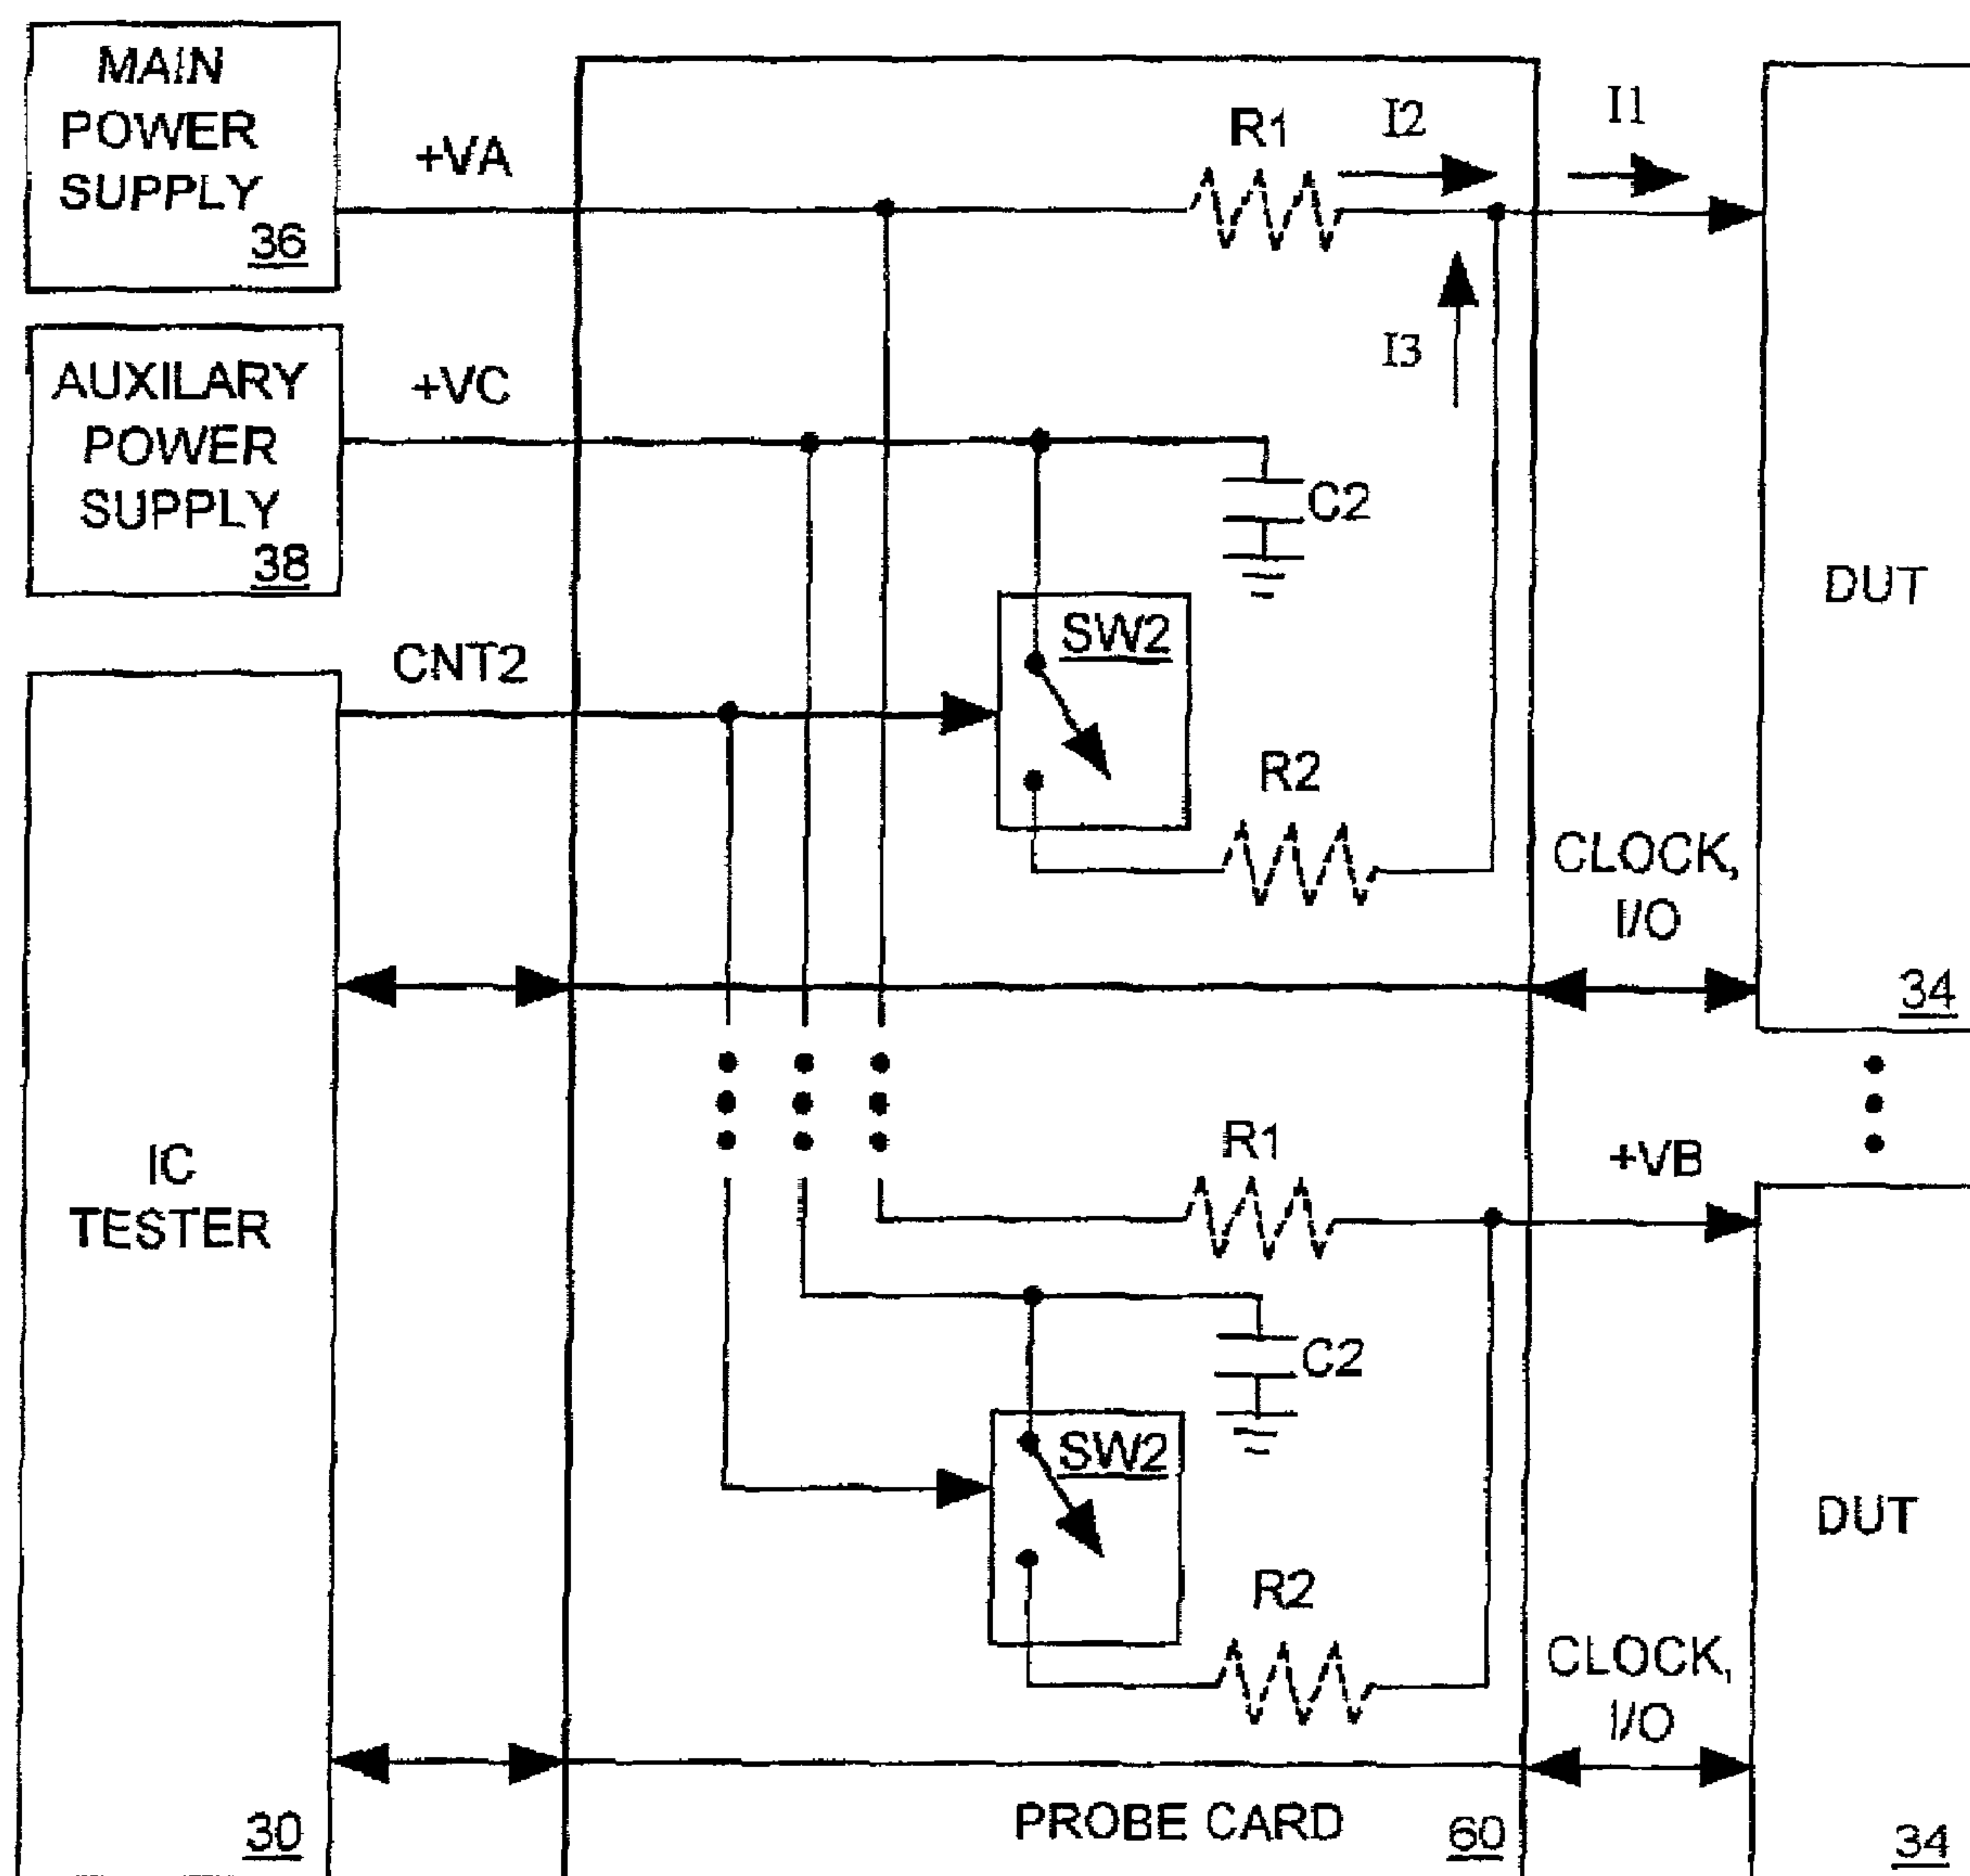 MAIN
POWER
SUPPLY
36
+VA
R1
I2
I1
AUXILARY
POWER
SUPPLY
38
+VC
I3
C2
DUT
CNT2
SW2
R2
CLOCK,
I/O
34
IC
TESTER
R1
+VB
C2
SW2
DUT
R2
CLOCK,
I/O
30
PROBE CARD
60
34